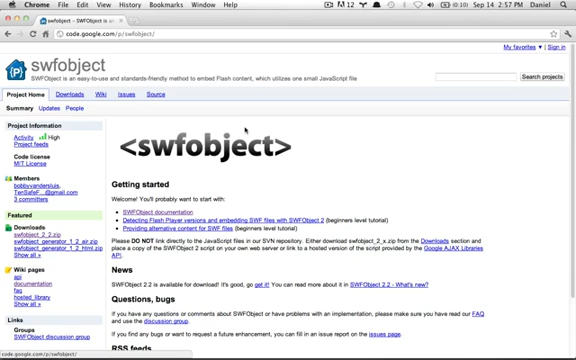 Chrome File Edit View History Bookmarks Window Help 12 (0:10) Sep 14 2:57 PM Daniel
swfobject - SWFObject is an
code.google.com/p/swfobject/
My favorites ▼ | Sign in
swfobject
SWFObject is an easy-to-use and standards-friendly method to embed Flash content, which utilizes one small JavaScript file
Search projects
Project Home Downloads Wiki Issues Source
Summary Updates People
Project Information
Activity High
Project feeds
Code license
MIT License
Members
bobbyvandersluis,
TenSafeF...@gmail.com
3 committers
Featured
Downloads
swfobject_2_2.zip
swfobject_generator_1_2_air.zip
swfobject_generator_1_2_html.zip
Show all »
Wiki pages
api
documentation
faq
hosted_library
Show all »
Links
Groups
SWFObject discussion group
<swfobject>
Getting started
Welcome! You'll probably want to start with:
• SWFObject documentation
• Detecting Flash Player versions and embedding SWF files with SWFObject 2 (beginners level tutorial)
• Providing alternative content for SWF files (beginners level tutorial)
Please DO NOT link directly to the JavaScript files in our SVN repository. Either download swfobject_2_x.zip from the Downloads section and
place a copy of the SWFObject 2 script on your own web server or link to a hosted version of the script provided by the Google AJAX Libraries
API.
News
SWFObject 2.2 is available for download! It's good, go get it! You can read more about it in SWFObject 2.2 - What's new?
Questions, bugs
If you have any questions or comments about SWFObject or have problems with an implementation, please make sure you have read our FAQ
and use the discussion group.
If you find any bugs or want to request a future enhancement, you can fill in an issue report on the issues page.
RSS feeds
code.google.com/p/swfobject/